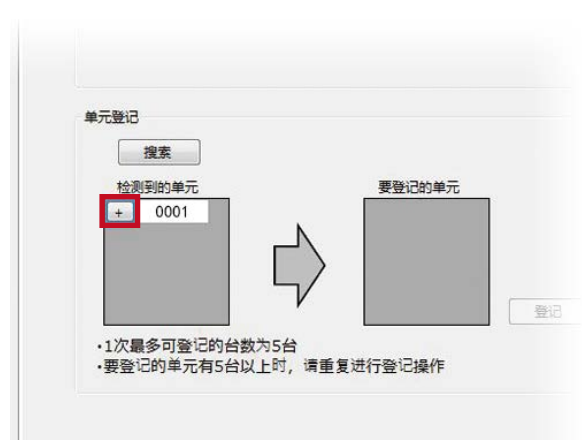 单元登记
搜索
检测到的单元 要登记的单元
+ 0001
登记
·1次最多可登记的台数为5台
·要登记的单元有5台以上时，请重复进行登记操作